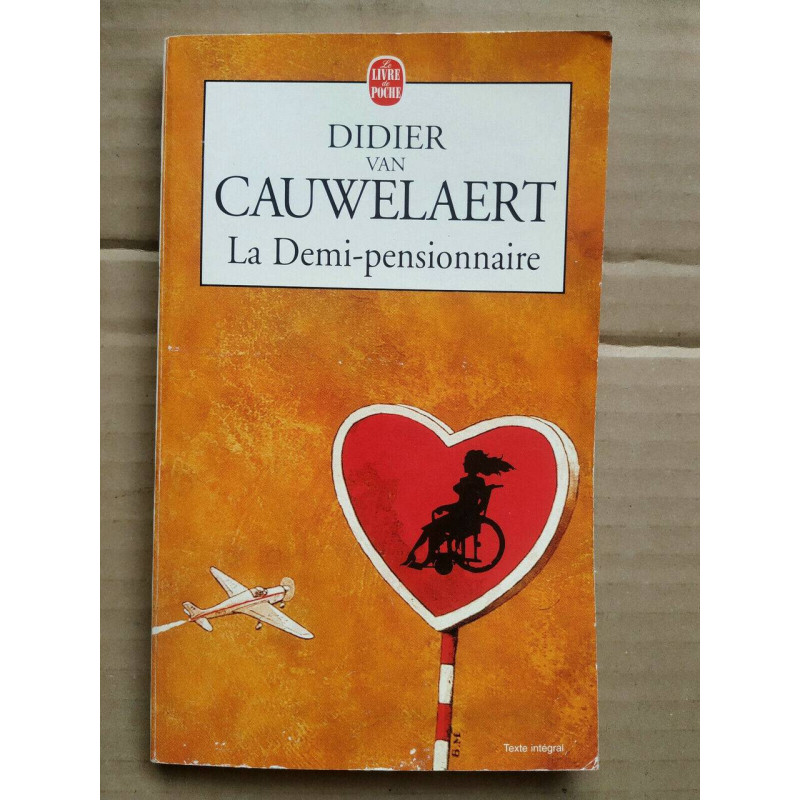 Le
LIVRE
de
POCHE
DIDIER
VAN
CAUWELAERT
La Demi-pensionnaire
B.M
Texte intégral